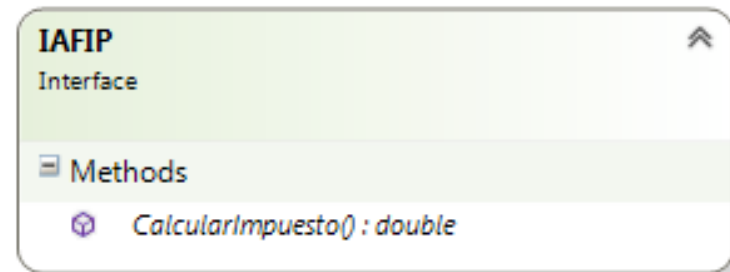 IAFIP
Interface
Methods
CalcularImpuesto() : double